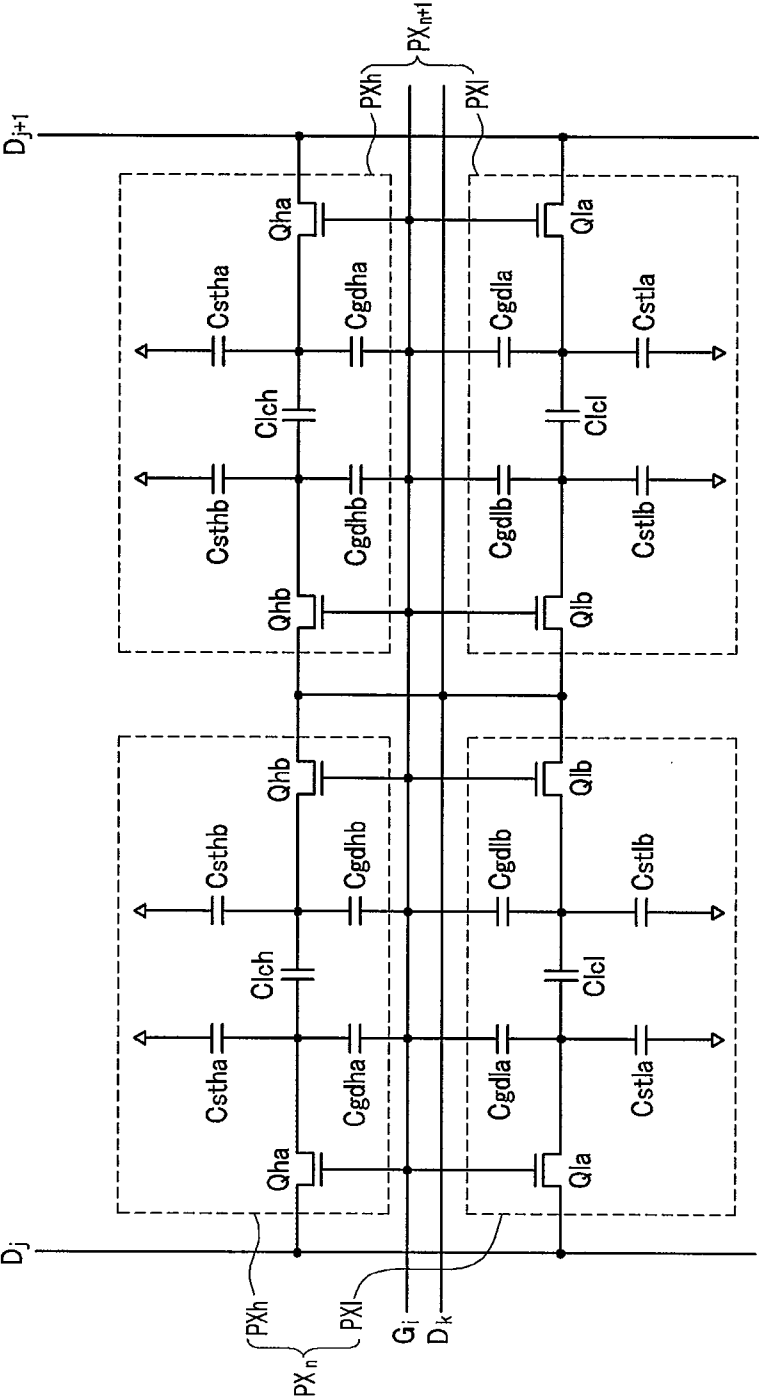 Dj
Dj+1
Cstha
Csthb
Csthb
Cstha
Qha
Clch
Qhb
Qhb
Clch
Qha
PXh
Cgdha
Cgdhb
Cgdhb
Cgdha
PXh
PXn
PXn+1
Gi
Dk
PXl
Cgdla
Cgdlb
Cgdlb
Cgdla
PXl
Qla
Clcl
Qlb
Qlb
Clcl
Qla
Cstla
Cstlb
Cstlb
Cstla